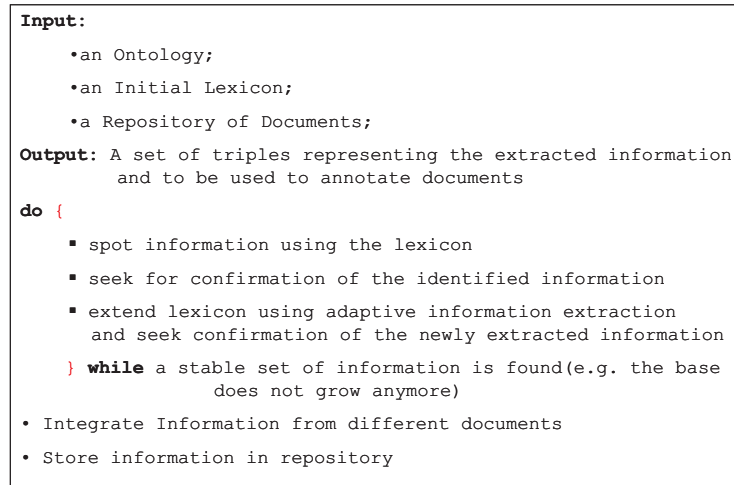 Input:
•an Ontology;
•an Initial Lexicon;
•a Repository of Documents;
Output: A set of triples representing the extracted information
and to be used to annotate documents
do {
▪ spot information using the lexicon
▪ seek for confirmation of the identified information
▪ extend lexicon using adaptive information extraction
and seek confirmation of the newly extracted information
} while a stable set of information is found(e.g. the base
does not grow anymore)
• Integrate Information from different documents
• Store information in repository